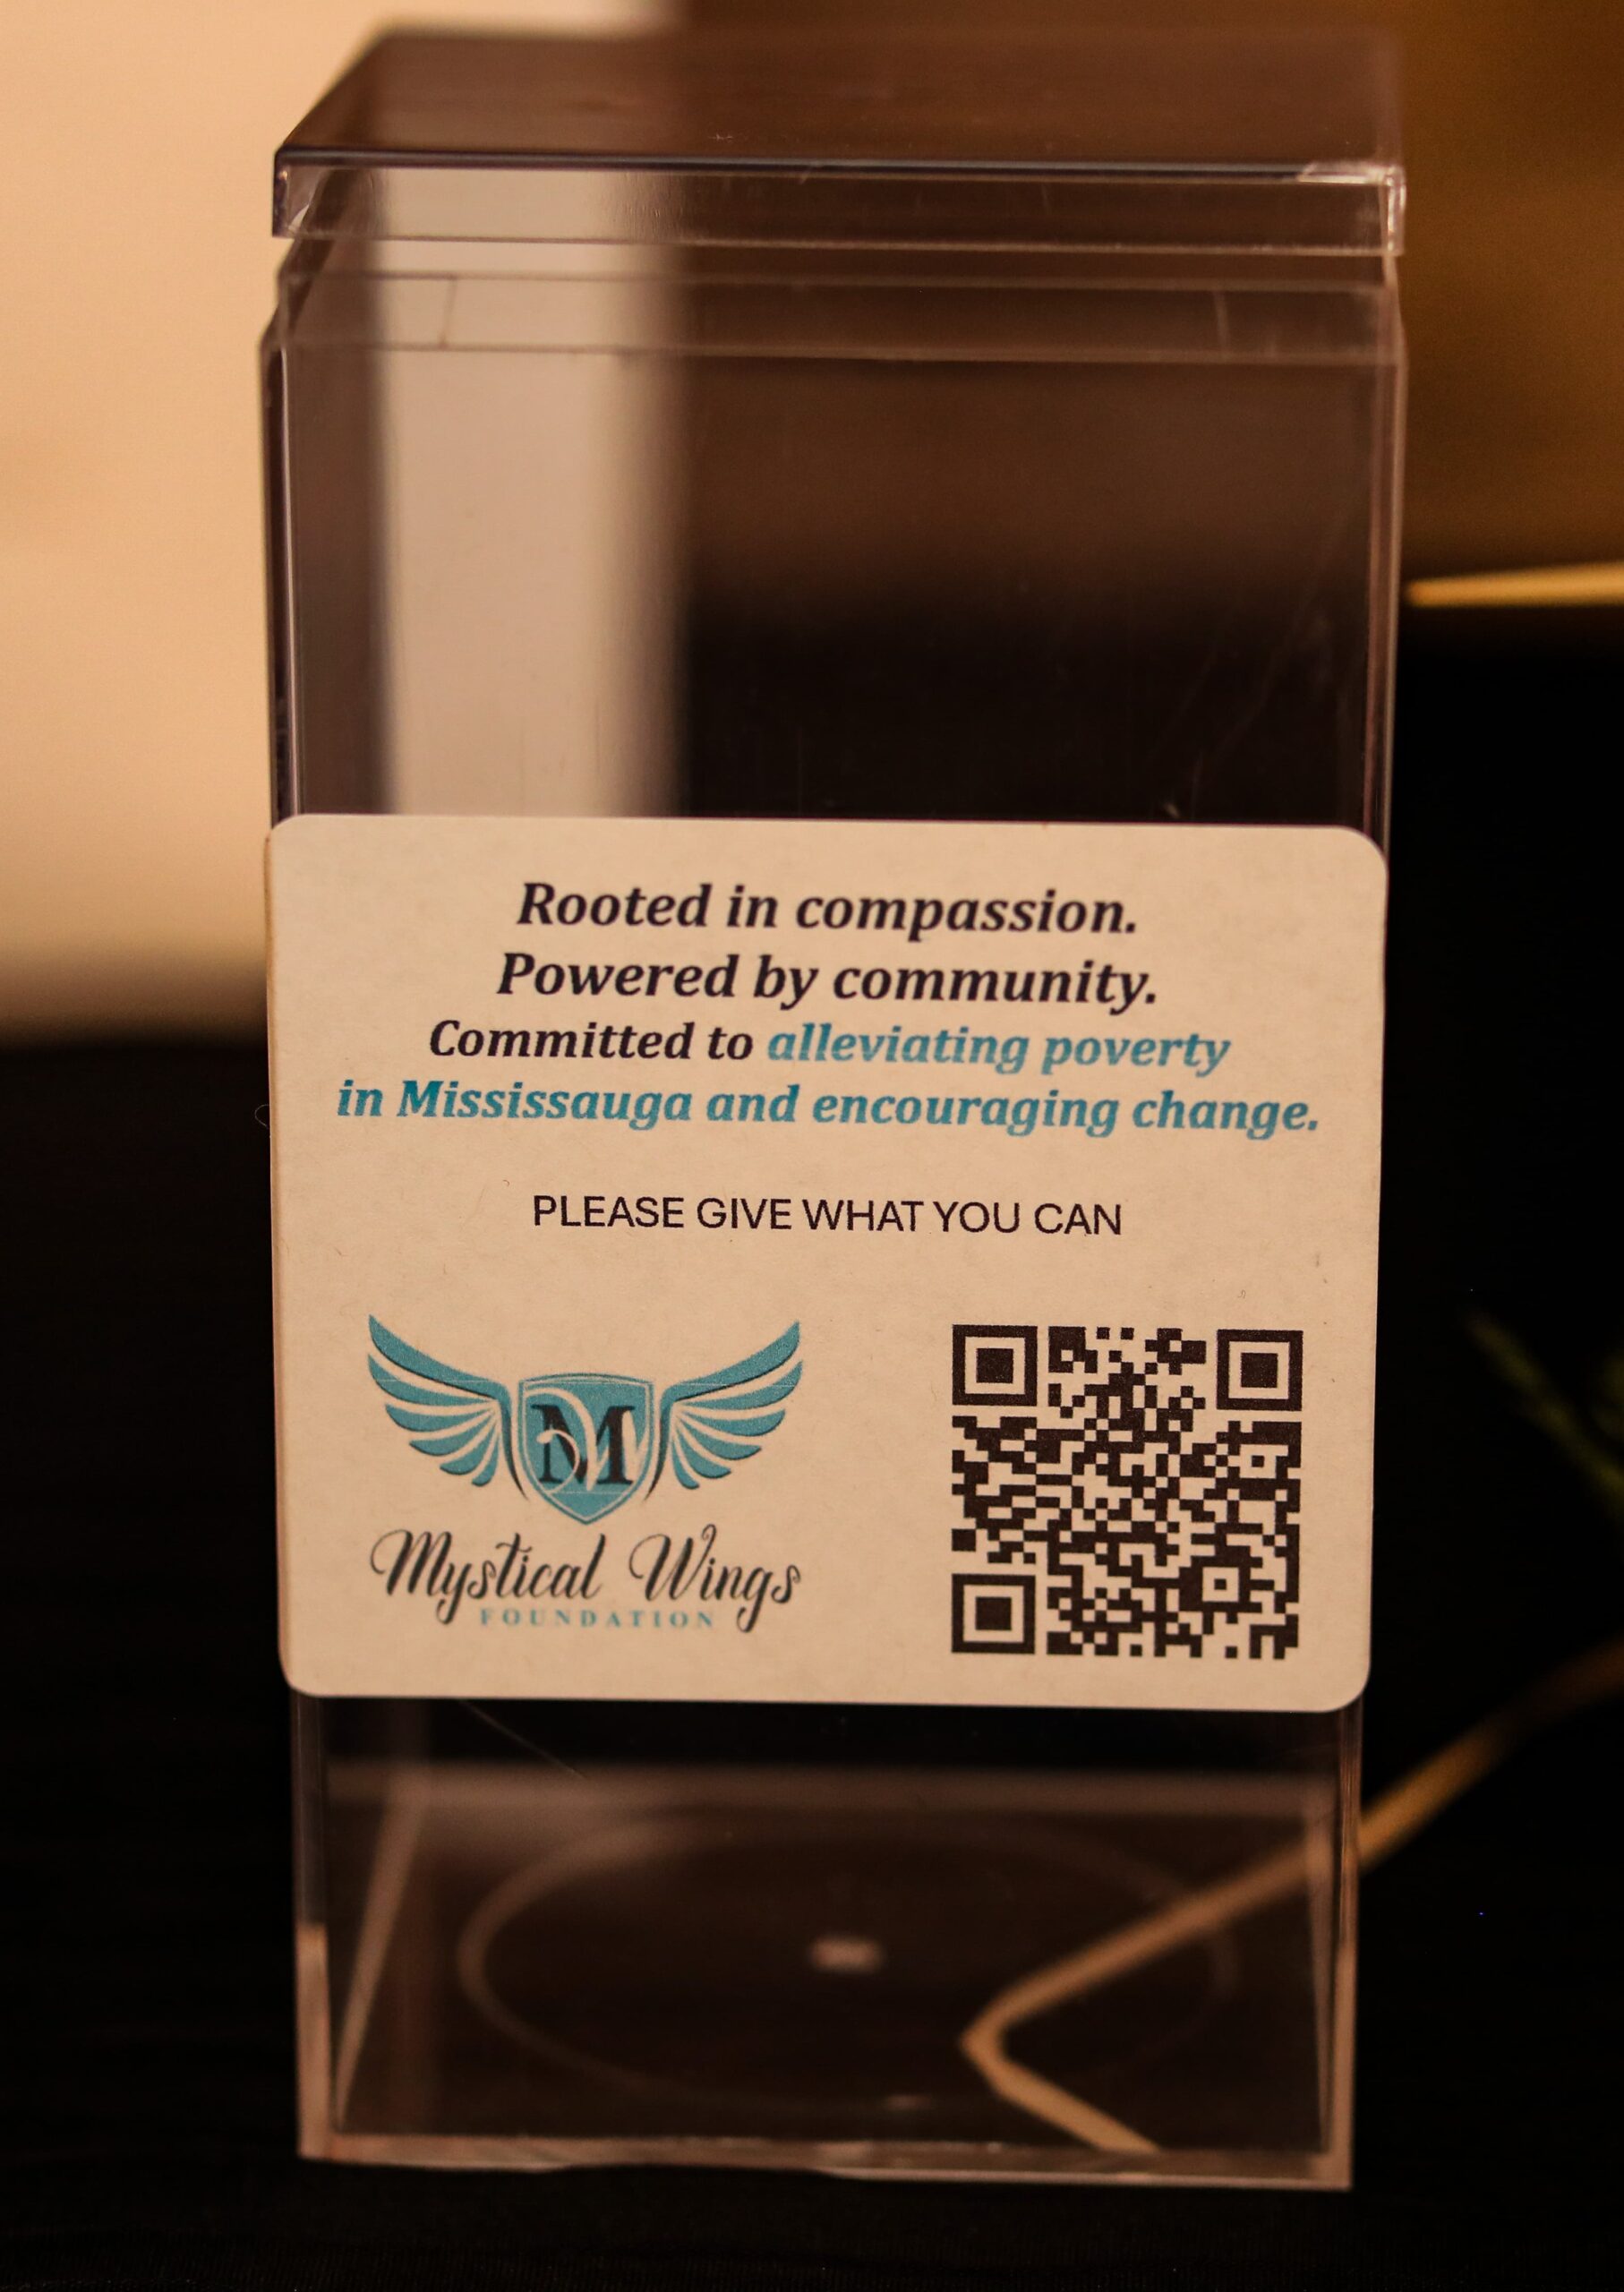 Rooted in compassion.
Powered by community.
Committed to alleviating poverty
in Mississauga and encouraging change.
PLEASE GIVE WHAT YOU CAN
MW
Mystical Wings
FOUNDATION